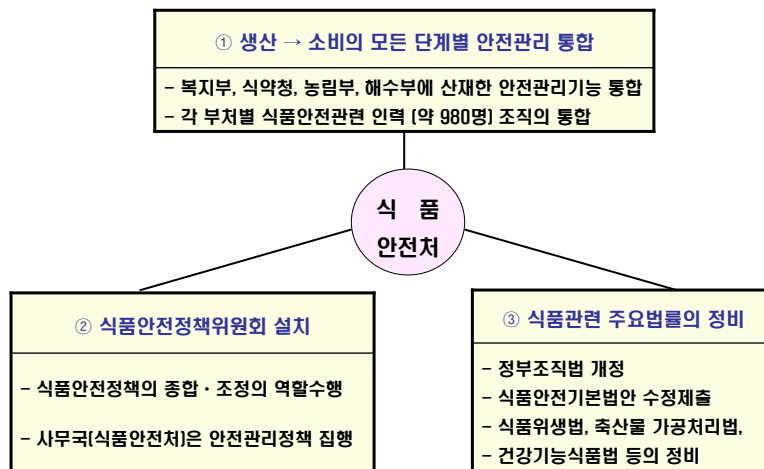 ① 생산 → 소비의 모든 단계별 안전관리 통합
- 복지부, 식약청, 농림부, 해수부에 산재한 안전관리기능 통합
- 각 부처별 식품안전관련 인력 (약 980명) 조직의 통합
식 품
안전처
② 식품안전정책위원회 설치
- 식품안전정책의 종합 · 조정의 역할수행
- 사무국(식품안전처)은 안전관리정책 집행
③ 식품관련 주요법률의 정비
- 정부조직법 개정
- 식품안전기본법안 수정제출
- 식품위생법, 축산물 가공처리법,
- 건강기능식품법 등의 정비